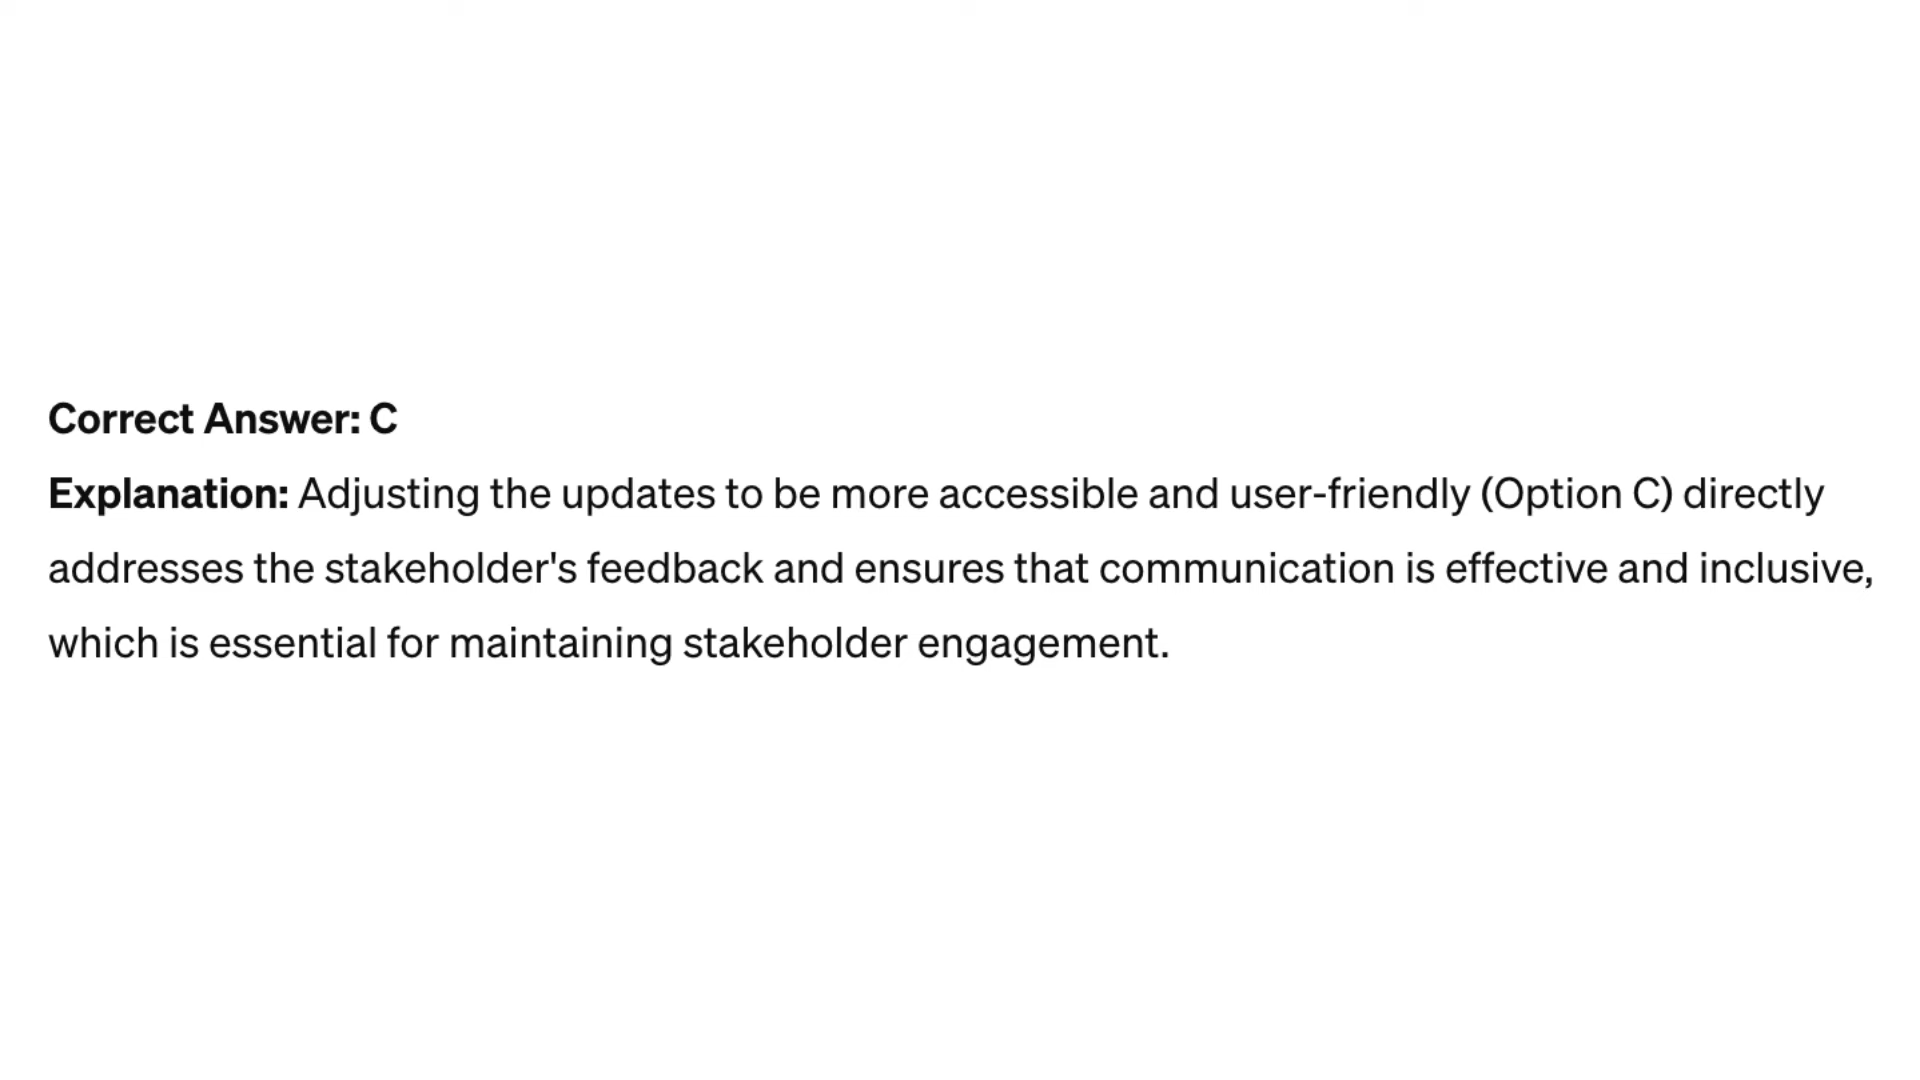 Correct Answer: C
Explanation: Adjusting the updates to be more accessible and user-friendly (Option C) directly
addresses the stakeholder's feedback and ensures that communication is effective and inclusive,
which is essential for maintaining stakeholder engagement.